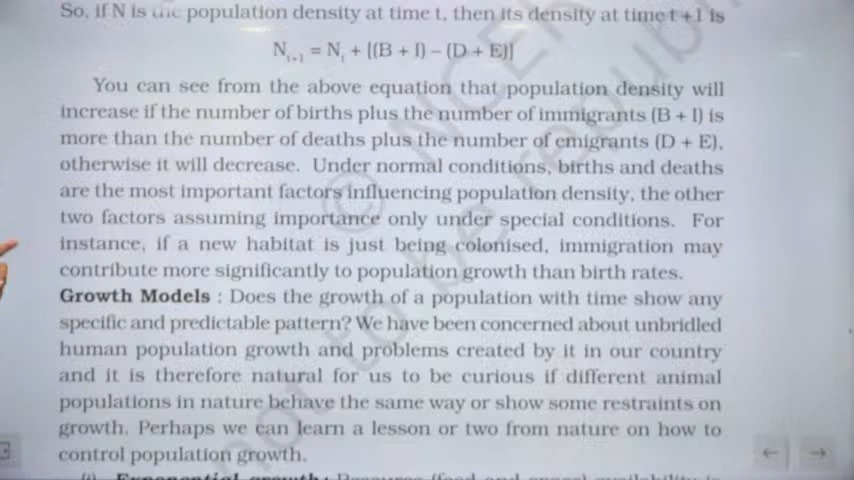 So, if N is the population density at time t, then its density at time t +1 is
Nt+1 = Nt + [(B + I) – (D + E)]
You can see from the above equation that population density will
increase if the number of births plus the number of immigrants (B + I) is
more than the number of deaths plus the number of emigrants (D + E),
otherwise it will decrease. Under normal conditions, births and deaths
are the most important factors influencing population density, the other
two factors assuming importance only under special conditions. For
instance, if a new habitat is just being colonised, immigration may
contribute more significantly to population growth than birth rates.
Growth Models : Does the growth of a population with time show any
specific and predictable pattern? We have been concerned about unbridled
human population growth and problems created by it in our country
and it is therefore natural for us to be curious if different animal
populations in nature behave the same way or show some restraints on
growth. Perhaps we can learn a lesson or two from nature on how to
control population growth.
(i) Exponential growth:
© NCER
not to be republi